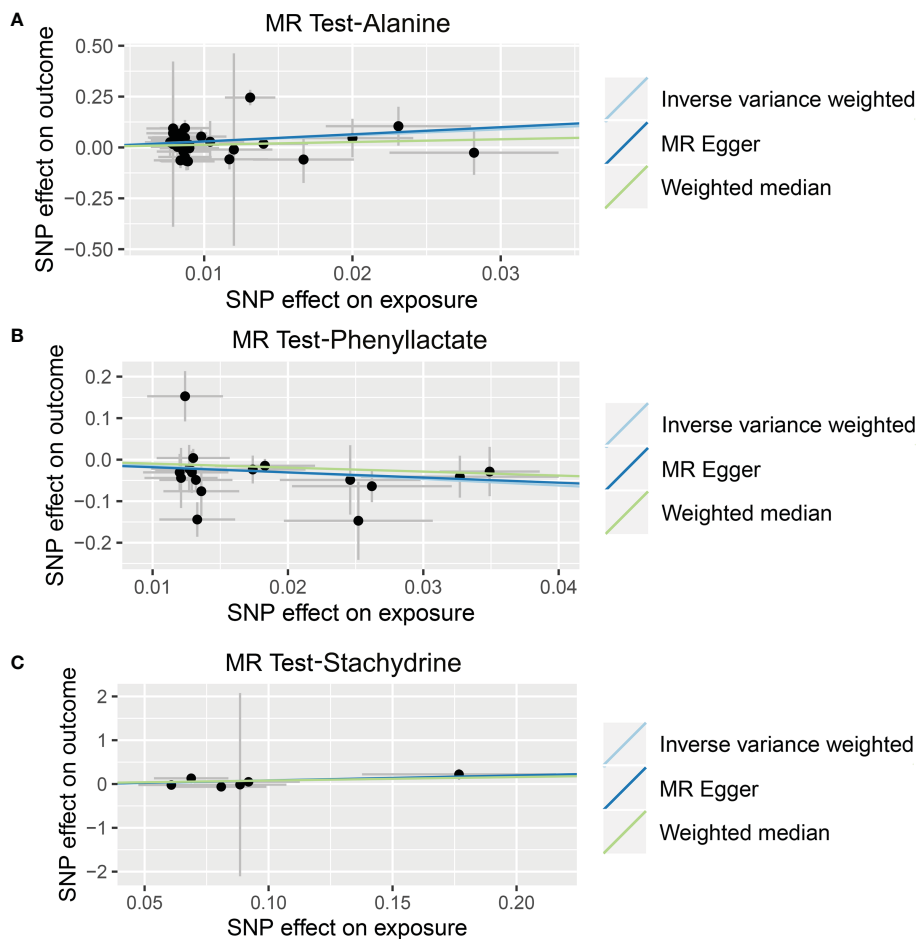 A
MR Test-Alanine
SNP effect on outcome
0.50
0.25
0.00
−0.25
−0.50
0.01
0.02
0.03
SNP effect on exposure
Inverse variance weighted
MR Egger
Weighted median
B
MR Test-Phenyllactate
SNP effect on outcome
0.2
0.1
0.0
−0.1
−0.2
0.01
0.02
0.03
0.04
SNP effect on exposure
Inverse variance weighted
MR Egger
Weighted median
C
MR Test-Stachydrine
SNP effect on outcome
2
1
0
−1
−2
0.05
0.10
0.15
0.20
SNP effect on exposure
Inverse variance weighted
MR Egger
Weighted median